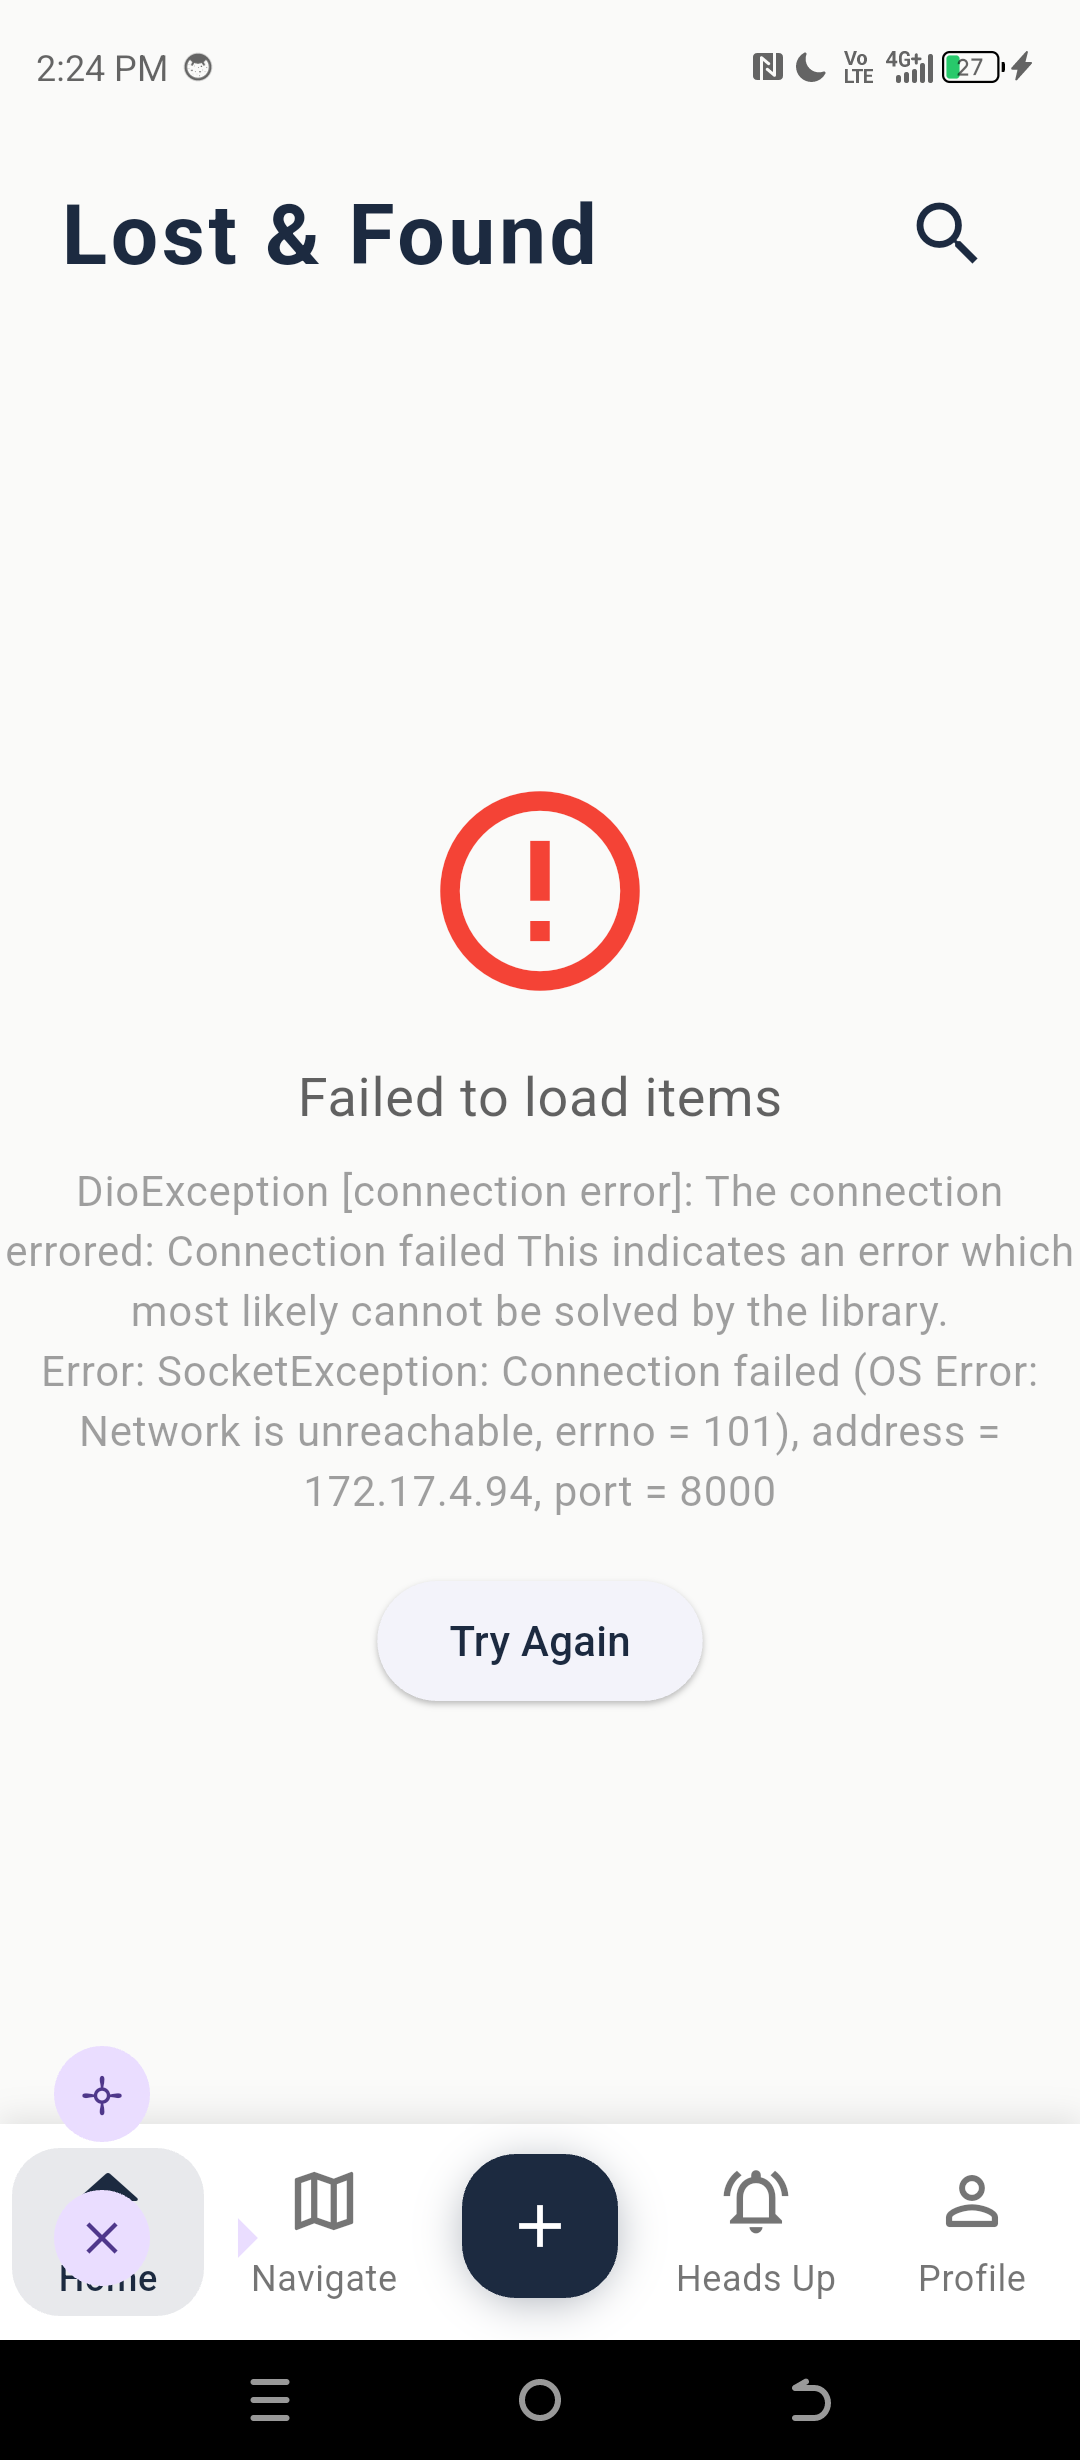 2:24 PM
Vo
LTE
4G+
27
Lost & Found
Failed to load items
DioException [connection error]: The connection
errored: Connection failed This indicates an error which
most likely cannot be solved by the library.
Error: SocketException: Connection failed (OS Error:
Network is unreachable, errno = 101), address =
172.17.4.94, port = 8000
Try Again
Home
Navigate
Heads Up
Profile